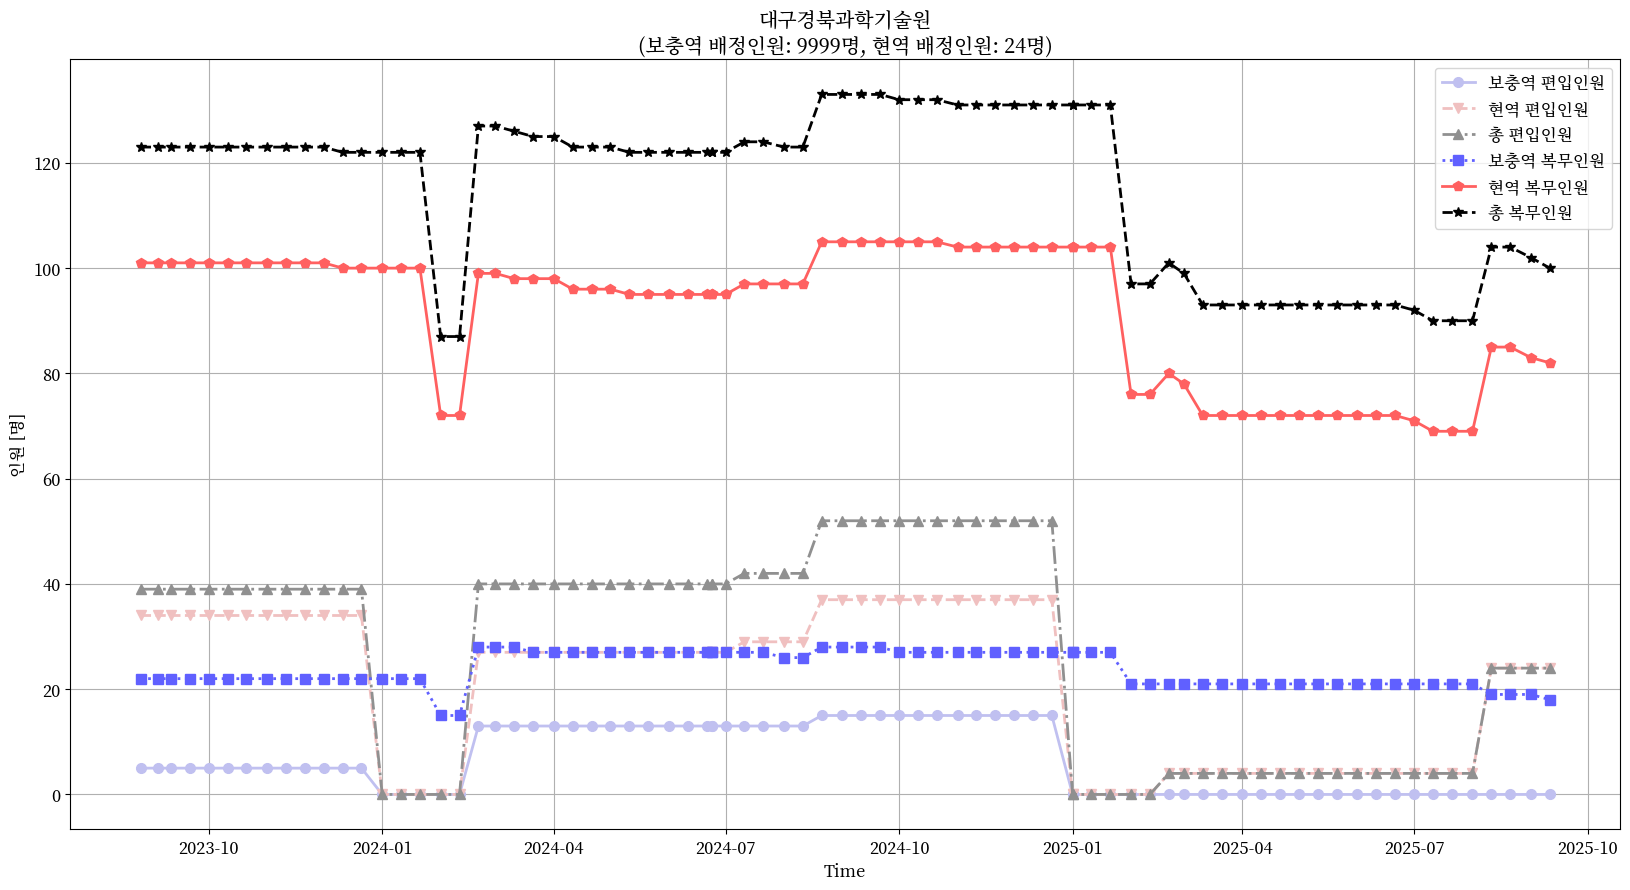 대구경북과학기술원
(보충역 배정인원: 9999명, 현역 배정인원: 24명)
보충역 편입인원
현역 편입인원
총 편입인원
보충역 복무인원
현역 복무인원
총 복무인원
인원 [명]
120
100
80
60
40
20
0
2023-10
2024-01
2024-04
2024-07
2024-10
2025-01
2025-04
2025-07
2025-10
Time